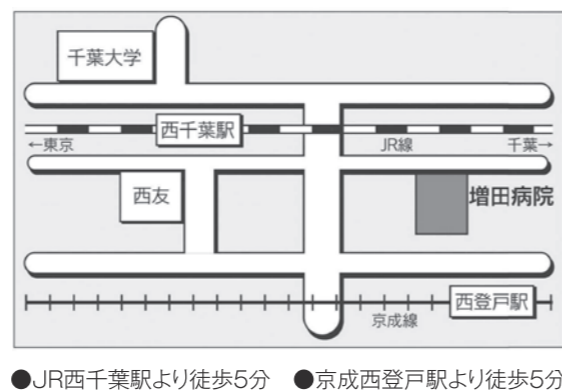 千葉大学
西千葉駅
←東京
JR線
千葉→
西友
増田病院
西登戸駅
京成線
●JR西千葉駅より徒歩5分 ●京成西登戸駅より徒歩5分